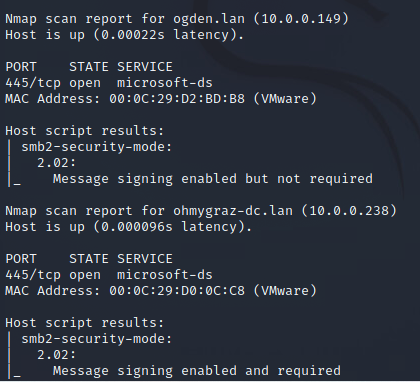 Nmap scan report for ogden.lan (10.0.0.149)
Host is up (0.00022s latency).
PORT    STATE SERVICE
445/tcp open  microsoft-ds
MAC Address: 00:0C:29:D2:BD:B8 (VMware)
Host script results:
| smb2-security-mode:
|   2.02:
|_    Message signing enabled but not required
Nmap scan report for ohmygraz-dc.lan (10.0.0.238)
Host is up (0.000096s latency).
PORT    STATE SERVICE
445/tcp open  microsoft-ds
MAC Address: 00:0C:29:D0:0C:C8 (VMware)
Host script results:
| smb2-security-mode:
|   2.02:
|_    Message signing enabled and required